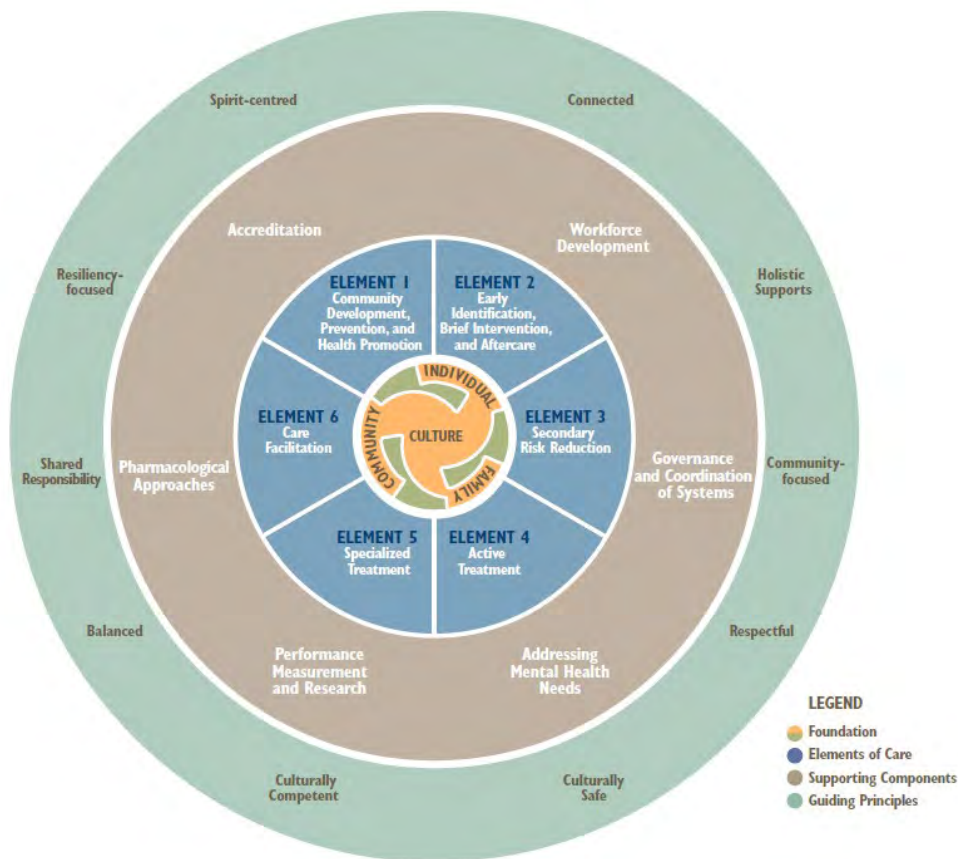 Spirit-centred
Connected
Accreditation
Workforce
Development
Resiliency-
focused
Holistic
Supports
ELEMENT 1
Community
Development,
Prevention, and
Health Promotion
ELEMENT 2
Early
Identification,
Brief Intervention,
and Aftercare
INDIVIDUAL
COMMUNITY
CULTURE
FAMILY
ELEMENT 6
Care
Facilitation
ELEMENT 3
Secondary
Risk Reduction
Shared
Responsibility
Pharmacological
Approaches
Governance
and Coordination
of Systems
Community-
focused
ELEMENT 5
Specialized
Treatment
ELEMENT 4
Active
Treatment
Balanced
Respectful
Performance
Measurement
and Research
Addressing
Mental Health
Needs
Culturally
Competent
Culturally
Safe
LEGEND
Foundation
Elements of Care
Supporting Components
Guiding Principles